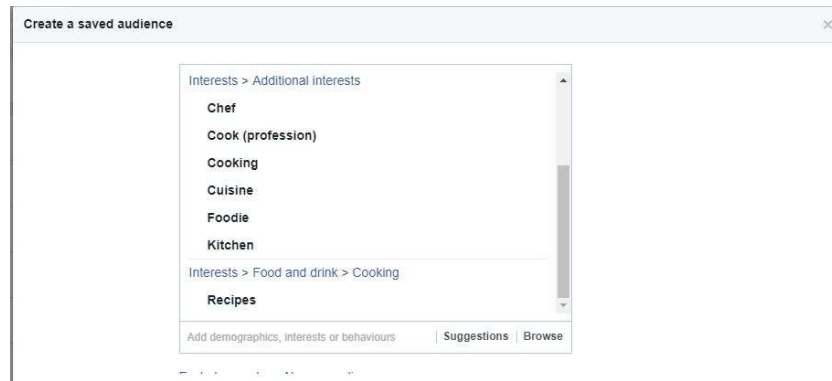 Create a saved audience
Interests > Additional interests
Chef
Cook (profession)
Cooking
Cuisine
Foodie
Kitchen
Interests > Food and drink > Cooking
Recipes
Add demographics, interests or behaviours | Suggestions | Browse